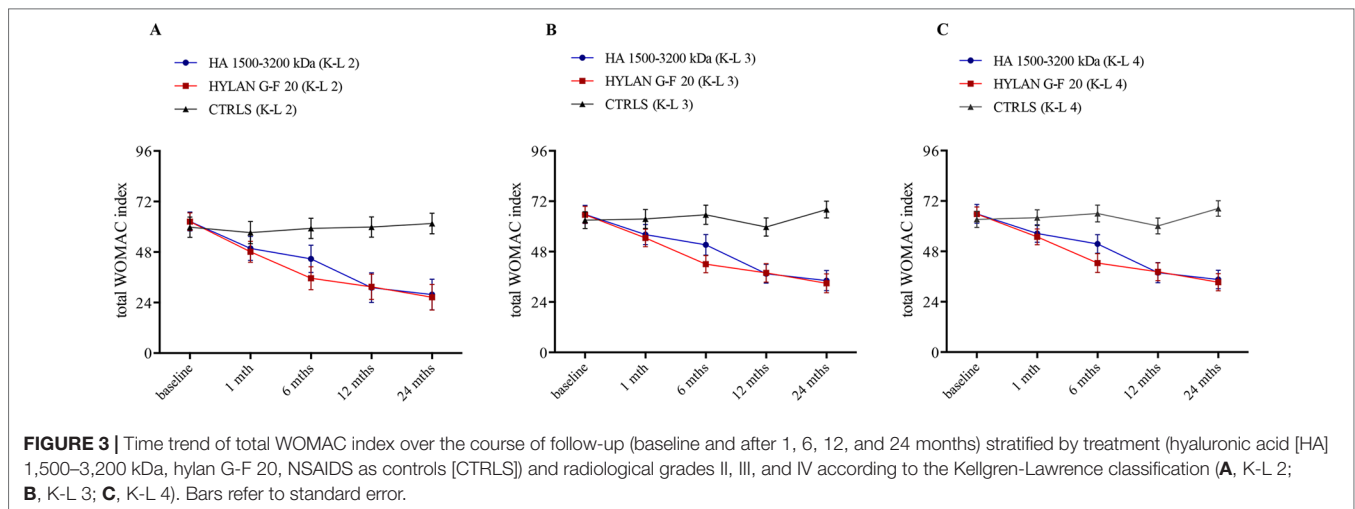 A
HA 1500-3200 kDa (K-L 2)
HYLAN G-F 20 (K-L 2)
CTRLS (K-L 2)
total WOMAC index
96
72
48
24
0
baseline
1 mth
6 mths
12 mths
24 mths
B
HA 1500-3200 kDa (K-L 3)
HYLAN G-F 20 (K-L 3)
CTRLS (K-L 3)
total WOMAC index
96
72
48
24
0
baseline
1 mth
6 mths
12 mths
24 mths
C
HA 1500-3200 kDa (K-L 4)
HYLAN G-F 20 (K-L 4)
CTRLS (K-L 4)
total WOMAC index
96
72
48
24
0
baseline
1 mth
6 mths
12 mths
24 mths
FIGURE 3 | Time trend of total WOMAC index over the course of follow-up (baseline and after 1, 6, 12, and 24 months) stratified by treatment (hyaluronic acid [HA]
1,500–3,200 kDa, hylan G-F 20, NSAIDS as controls [CTRLS]) and radiological grades II, III, and IV according to the Kellgren-Lawrence classification (A, K-L 2;
B, K-L 3; C, K-L 4). Bars refer to standard error.